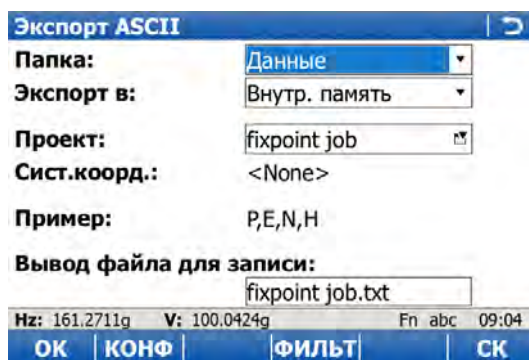 Экспорт ASCII
Папка: Данные
Экспорт в: Внутр. память
Проект: fixpoint job
Сист.коорд.: <None>
Пример: P,E,N,H
Вывод файла для записи:
fixpoint job.txt
Hz: 161.2711g V: 100.0424g Fn abc 09:04
ОК КОНФ ФИЛЬТ СК